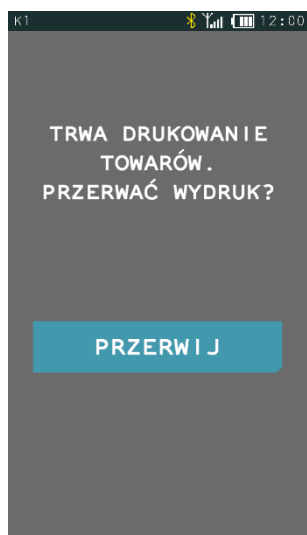 K1 12:00
TRWA DRUKOWANIE
TOWARÓW.
PRZERWAĆ WYDRUK?
PRZERWIJ